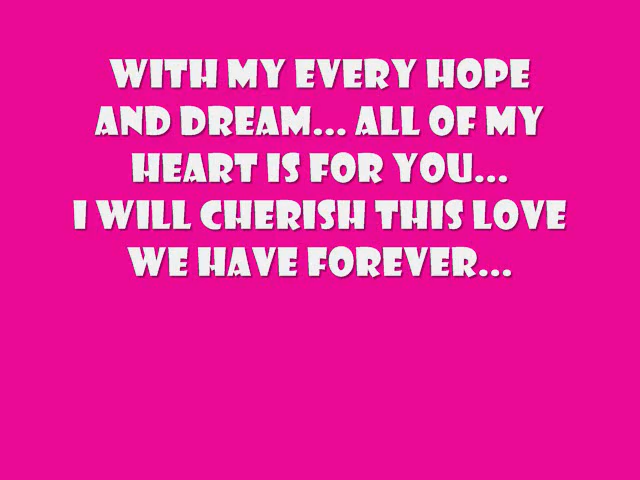 WITH MY EVERY HOPE
AND DREAM... ALL OF MY
HEART IS FOR YOU...
I WILL CHERISH THIS LOVE
WE HAVE FOREVER...